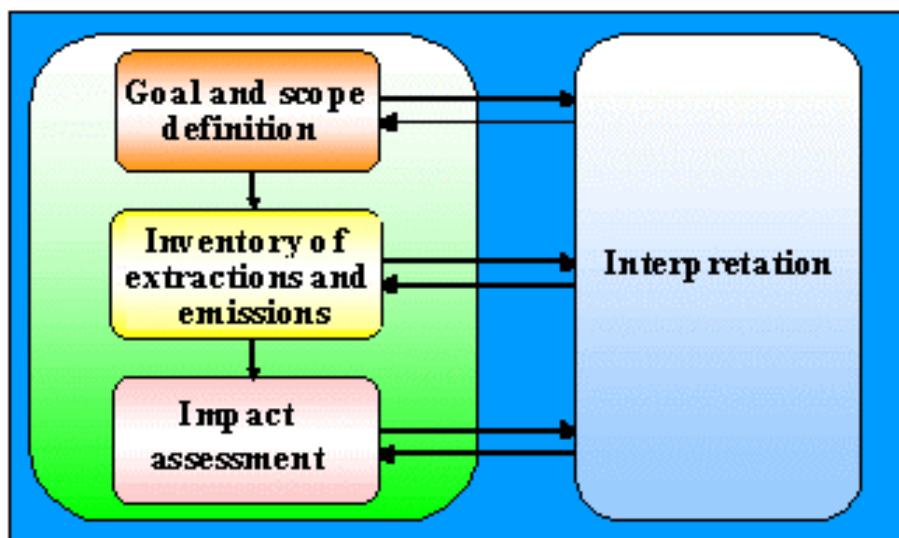 Goal and scope
definition
Inventory of
extractions and
emissions
Impact
assessment
Interpretation